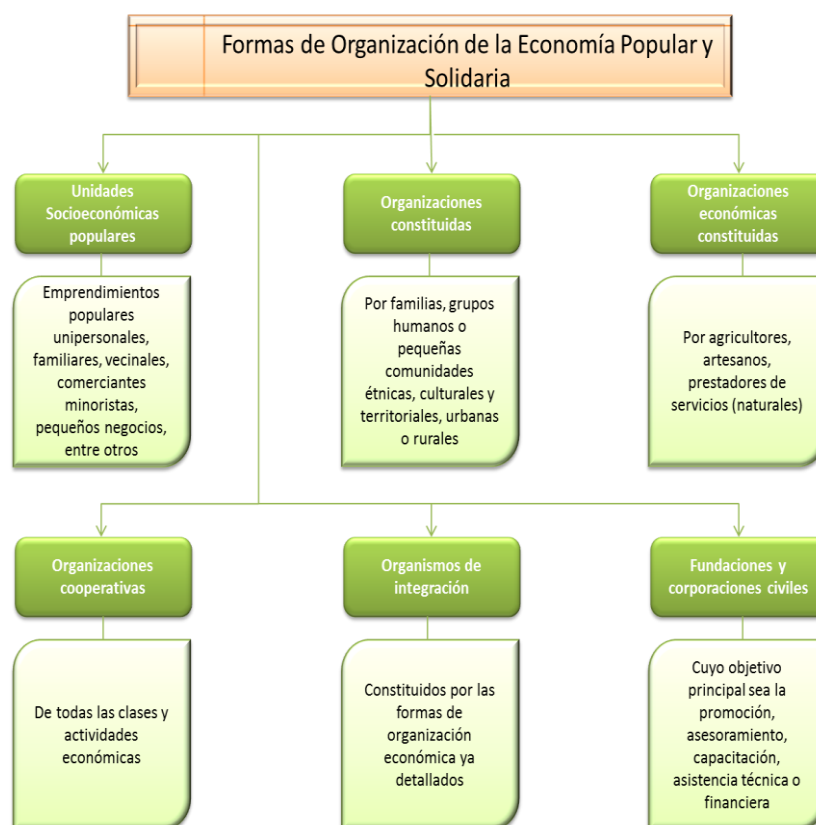 Formas de Organización de la Economía Popular y
Solidaria
Unidades
Socioeconómicas
populares
Organizaciones
constituidas
Organizaciones
económicas
constituidas
Emprendimientos
populares
unipersonales,
familiares, vecinales,
comerciantes
minoristas,
pequeños negocios,
entre otros
Por familias, grupos
humanos o
pequeñas
comunidades
étnicas, culturales y
territoriales, urbanas
o rurales
Por agricultores,
artesanos,
prestadores de
servicios (naturales)
Organizaciones
cooperativas
Organismos de
integración
Fundaciones y
corporaciones civiles
De todas las clases y
actividades
económicas
Constituidos por las
formas de
organización
económica ya
detallados
Cuyo objetivo
principal sea la
promoción,
asesoramiento,
capacitación,
asistencia técnica o
financiera